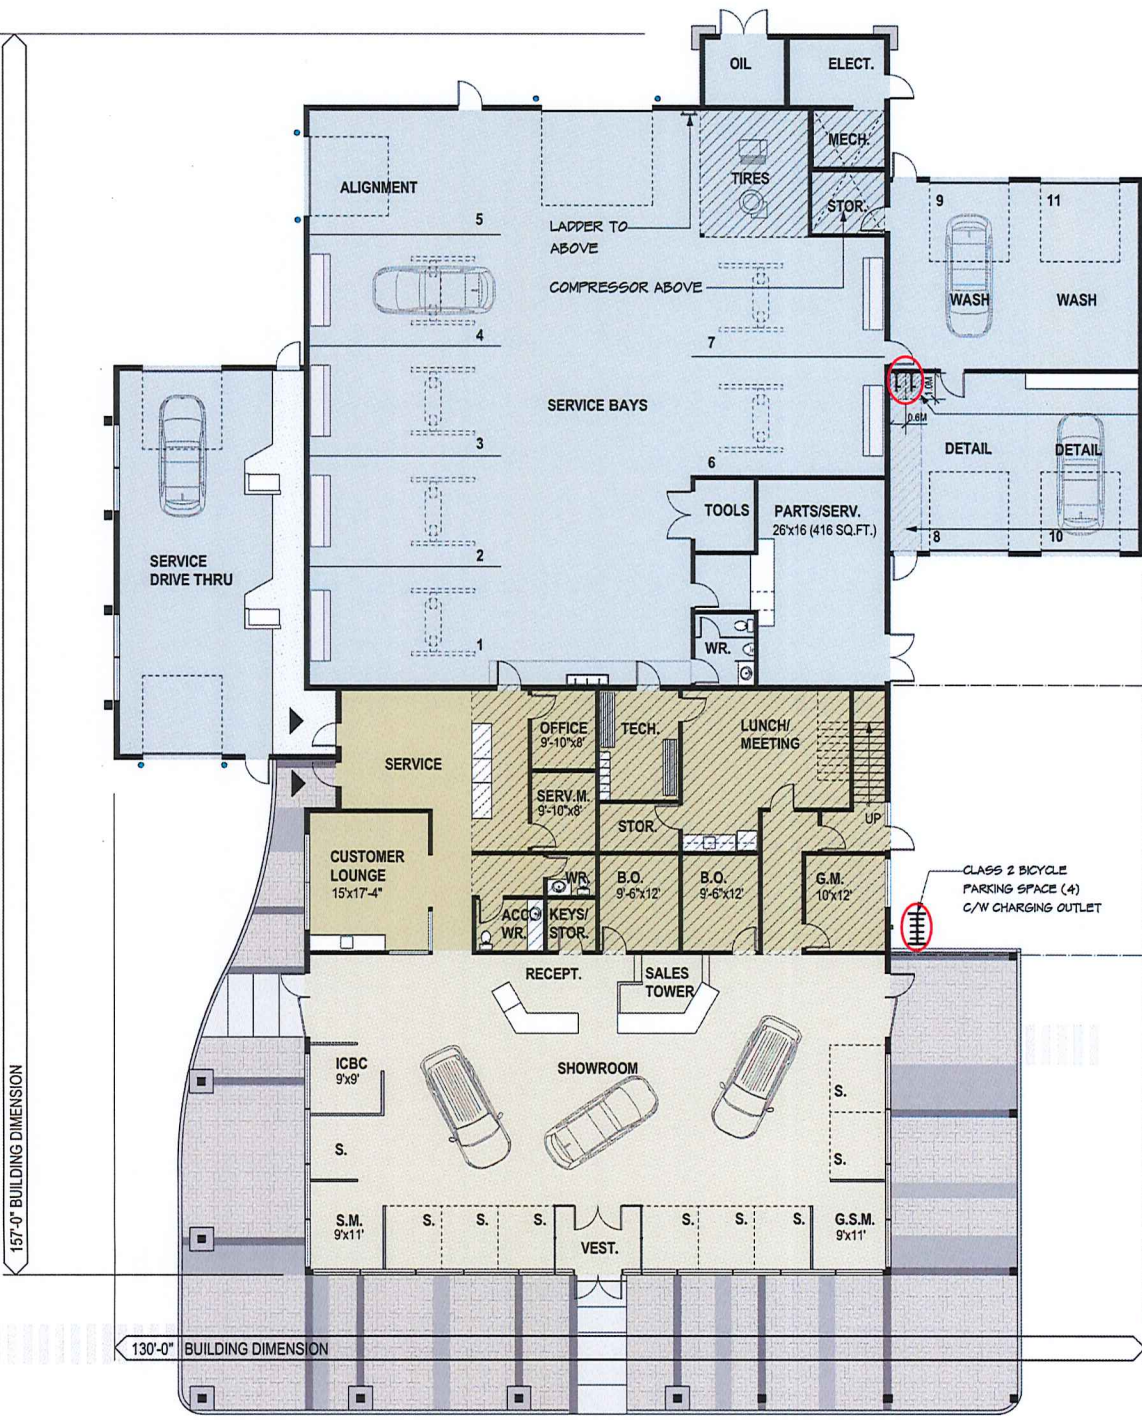 OIL
ELECT.
MECH.
TIRES
STOR.
ALIGNMENT
5
LADDER TO
ABOVE
COMPRESSOR ABOVE
9
11
WASH
WASH
4
7
SERVICE BAYS
1.0M
0.6M
3
6
DETAIL
DETAIL
TOOLS
PARTS/SERV.
26'x16 (416 SQ.FT.)
8
10
2
SERVICE
DRIVE THRU
1
WR.
OFFICE
9'-10"x8'
TECH.
LUNCH/
MEETING
SERVICE
SERV.M.
9'-10"x8'
STOR.
UP
CUSTOMER
LOUNGE
15'x17'-4"
WR.
B.O.
9'-6"x12'
B.O.
9'-6"x12'
G.M.
10'x12'
CLASS 2 BICYCLE
PARKING SPACE (4)
C/W CHARGING OUTLET
ACC.
WR.
KEYS/
STOR.
RECEPT.
SALES
TOWER
ICBC
9'x9'
SHOWROOM
S.
S.
S.
S.M.
9'x11'
S.
S.
S.
VEST.
S.
S.
S.
G.S.M.
9'x11'
157'-0" BUILDING DIMENSION
130'-0" BUILDING DIMENSION